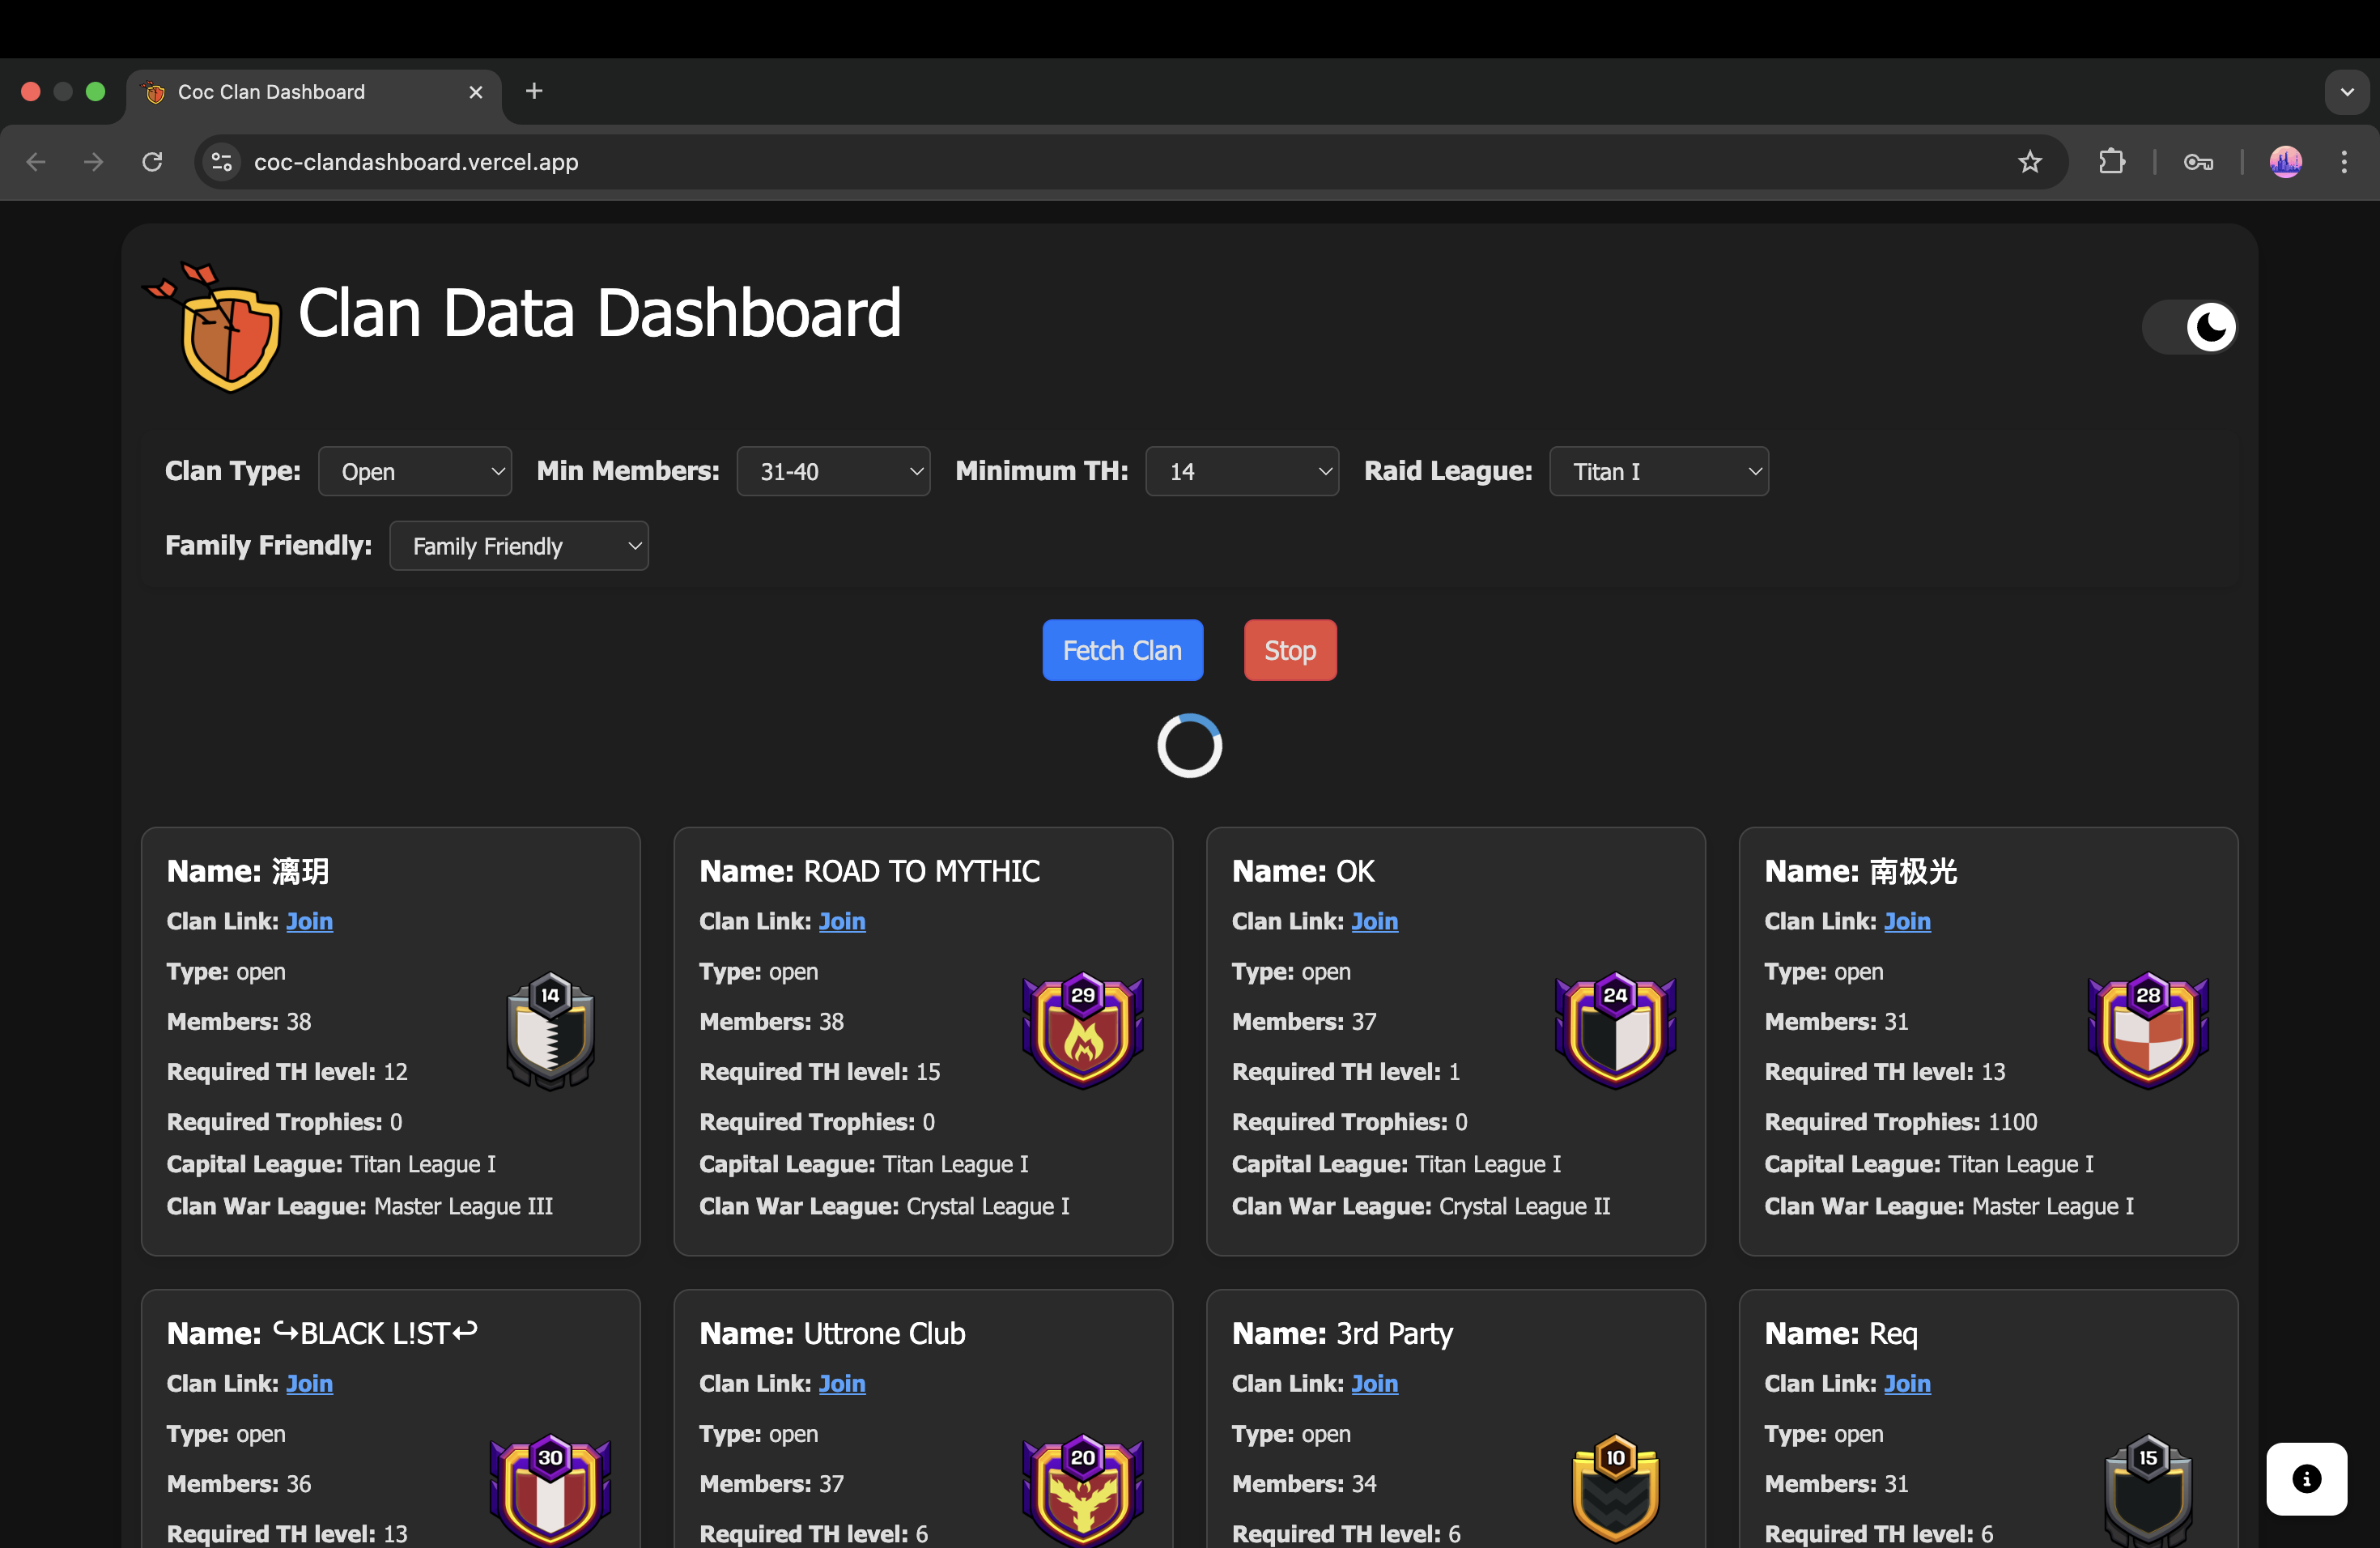 Coc Clan Dashboard
coc-clandashboard.vercel.app
Clan Data Dashboard
Clan Type: Open Min Members: 31-40 Minimum TH: 14 Raid League: Titan I
Family Friendly: Family Friendly
Fetch Clan Stop
Name: 漓玥
Clan Link: Join
Type: open
14
Members: 38
Required TH level: 12
Required Trophies: 0
Capital League: Titan League I
Clan War League: Master League III
Name: ROAD TO MYTHIC
Clan Link: Join
Type: open
29
Members: 38
Required TH level: 15
Required Trophies: 0
Capital League: Titan League I
Clan War League: Crystal League I
Name: OK
Clan Link: Join
Type: open
24
Members: 37
Required TH level: 1
Required Trophies: 0
Capital League: Titan League I
Clan War League: Crystal League II
Name: 南极光
Clan Link: Join
Type: open
28
Members: 31
Required TH level: 13
Required Trophies: 1100
Capital League: Titan League I
Clan War League: Master League I
Name: ↪BLACK L!ST↩
Clan Link: Join
Type: open
30
Members: 36
Required TH level: 13
Name: Uttrone Club
Clan Link: Join
Type: open
20
Members: 37
Required TH level: 6
Name: 3rd Party
Clan Link: Join
Type: open
10
Members: 34
Required TH level: 6
Name: Req
Clan Link: Join
Type: open
15
Members: 31
Required TH level: 6